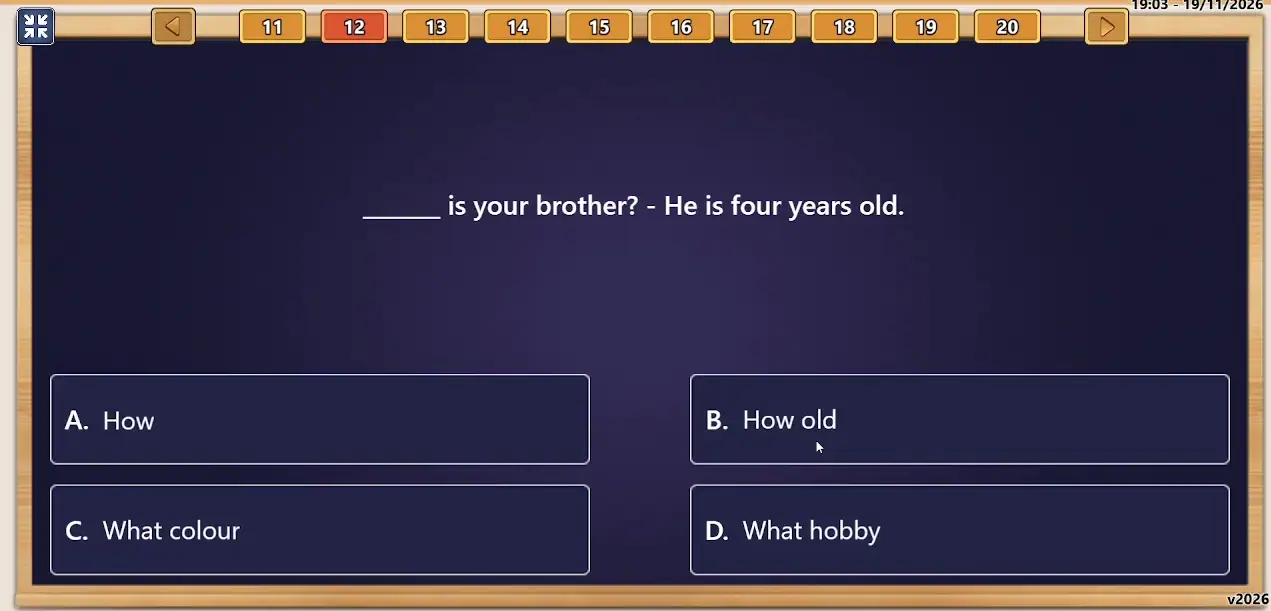 19:03 - 19/11/2026
11 12 13 14 15 16 17 18 19 20
______ is your brother? - He is four years old.
A. How
B. How old
C. What colour
D. What hobby
v2026